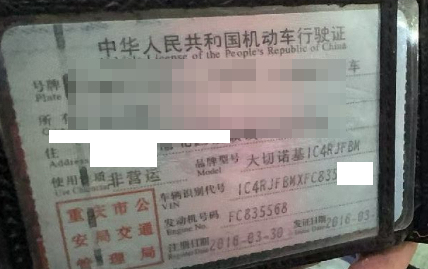 中华人民共和国机动车行驶证
License of the People's Republic of China
号牌 车
Plate
所
住
Address
品牌型号 大切诺基1C4RJFBM
Model
使用 质 非营运
Use Character
车辆识别代号 1C4RJFBMXFC835
VIN
重庆市公
安局交通
管理局
发动机号码 FC835568
Engine No.
注册日期 2016-03-30 发证日期 2016-03-